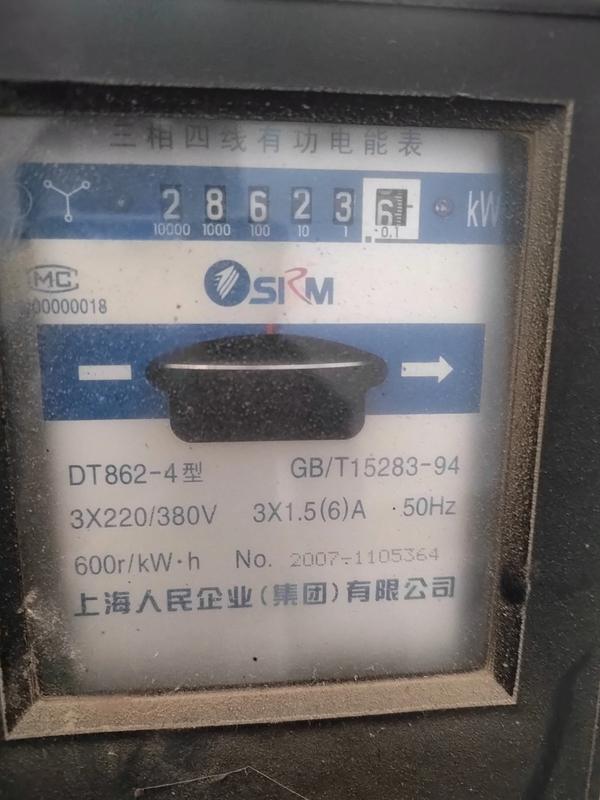 三相四线有功电能表
2 8 6 2 3 6 kW
10000 1000 100 10 1 0.1
MC
00000018
SIRM
DT862-4型 GB/T15283-94
3X220/380V 3X1.5(6)A 50Hz
600r/kW·h No. 2007-1105364
上海人民企业(集团)有限公司